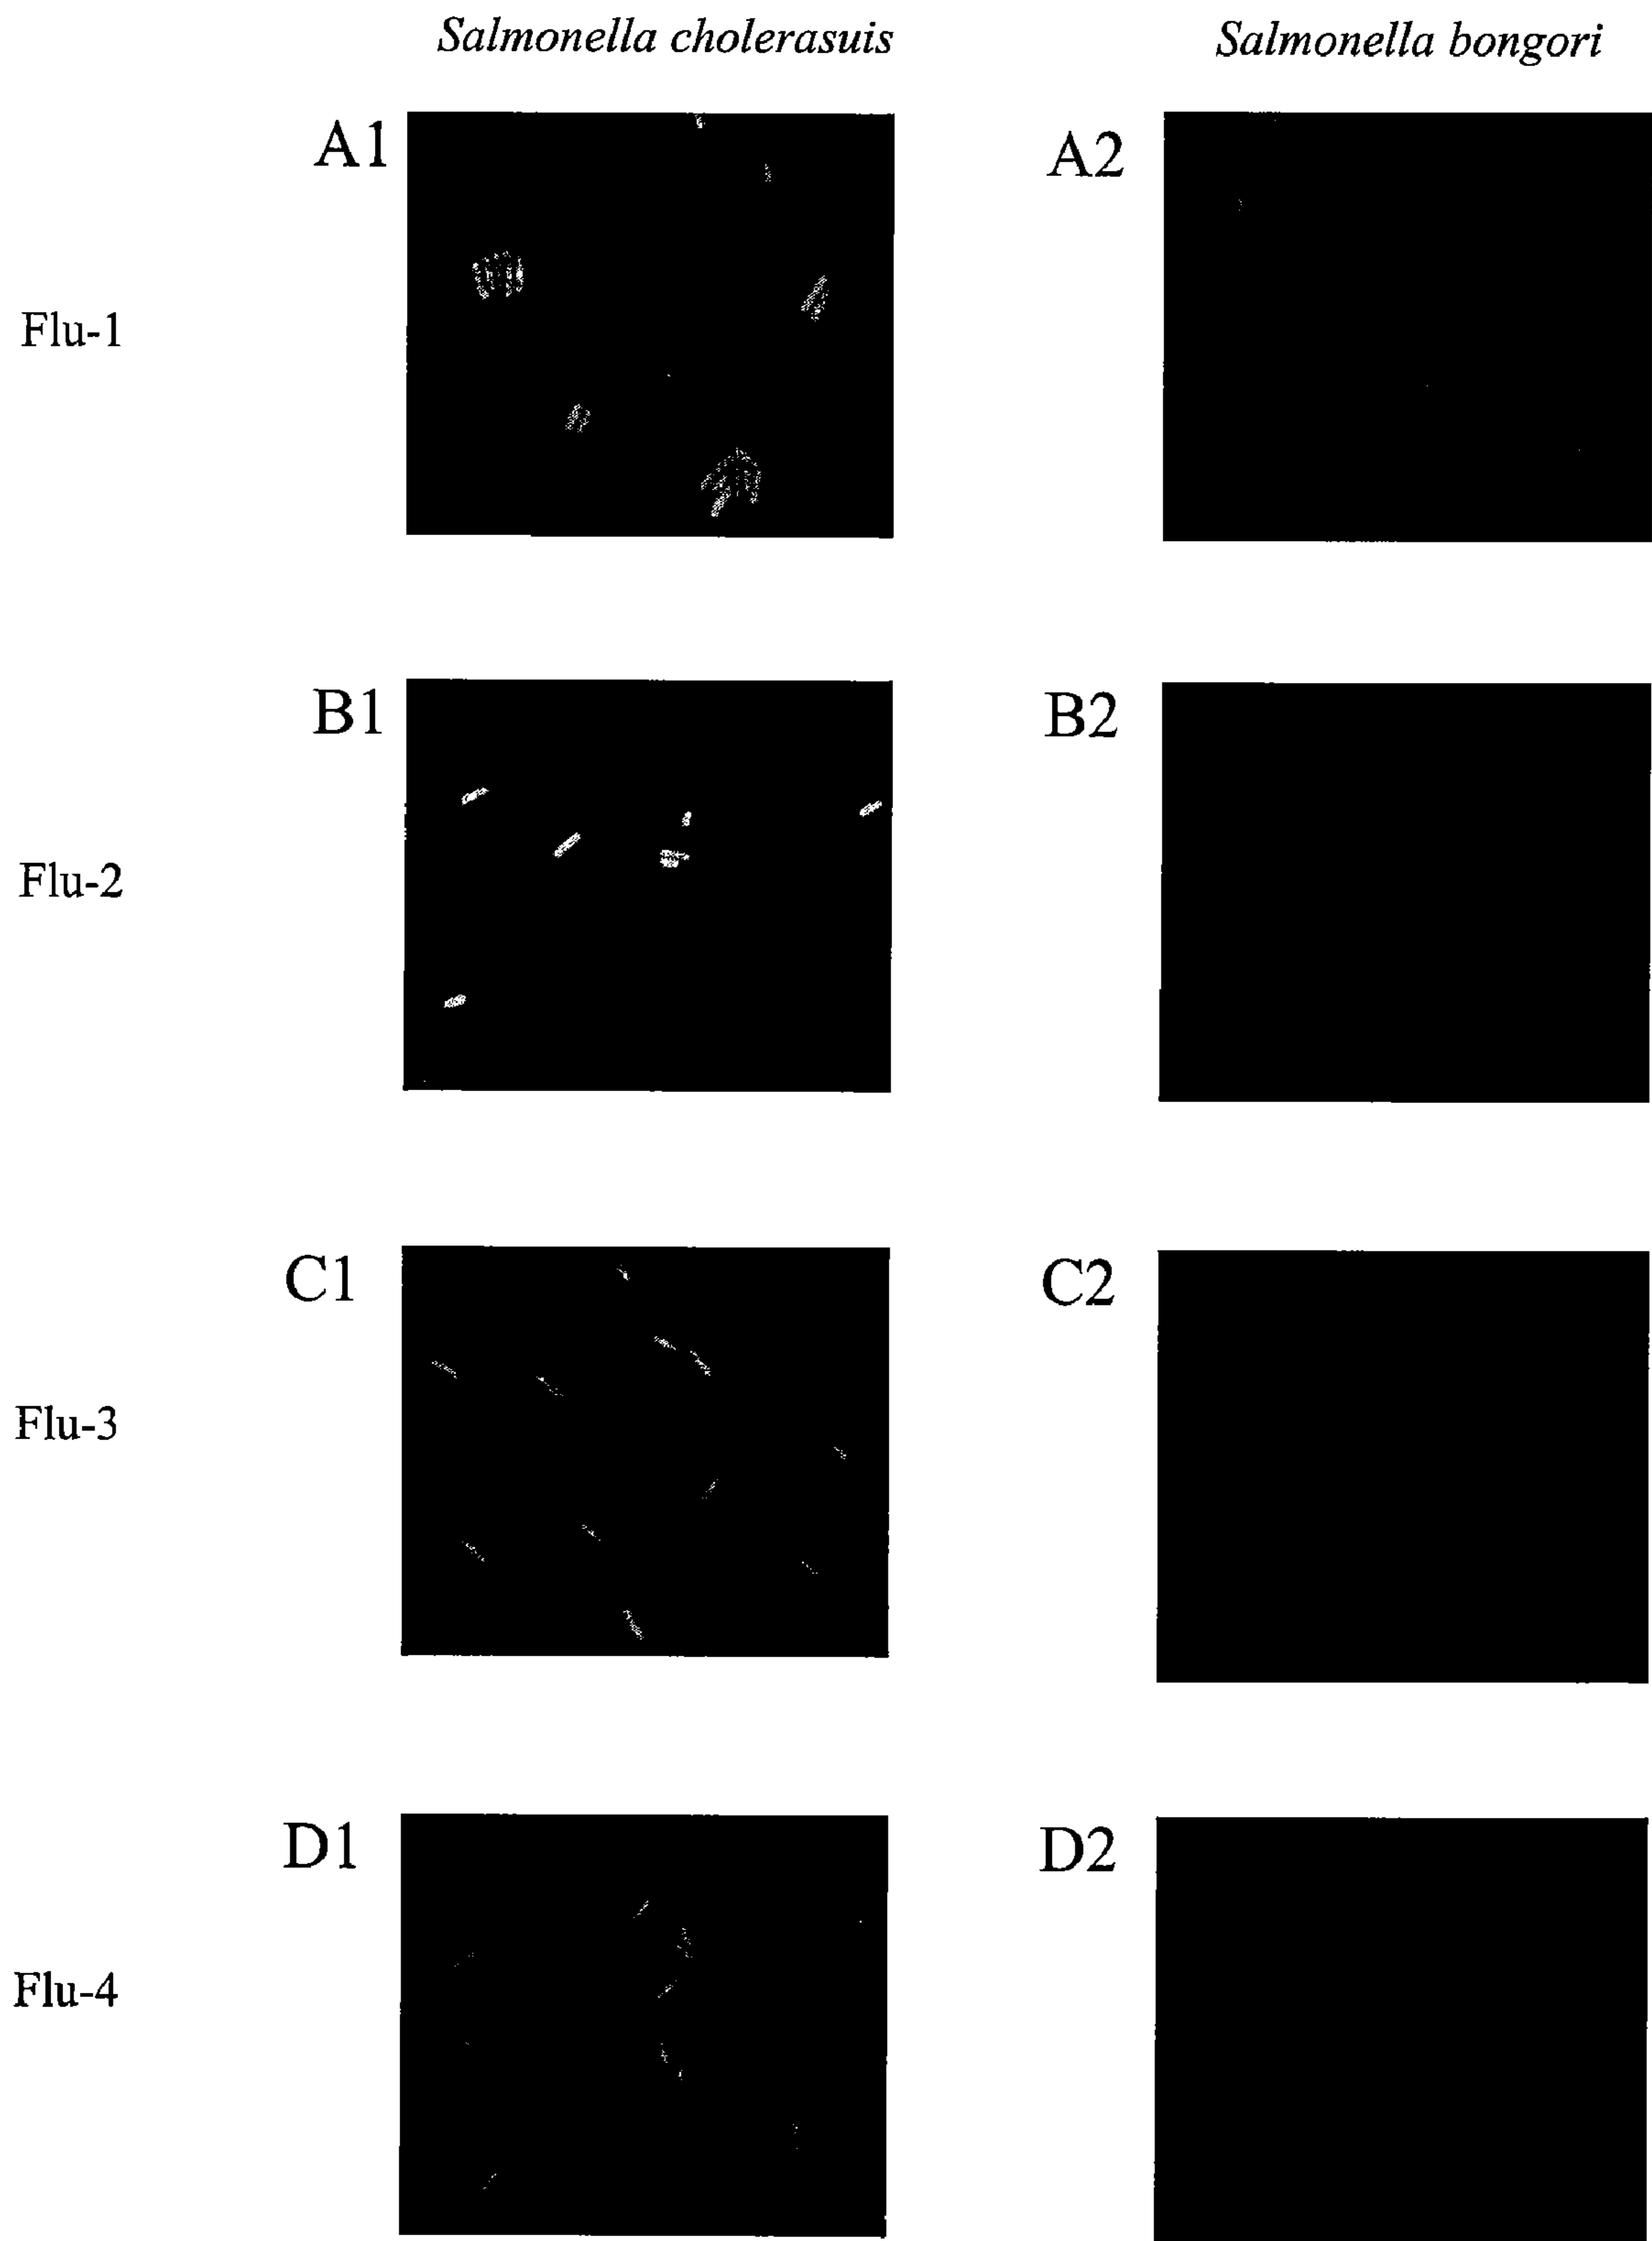 Salmonella cholerasuis Salmonella bongori
A1 A2
Flu-1
B1 B2
Flu-2
C1 C2
Flu-3
D1 D2
Flu-4